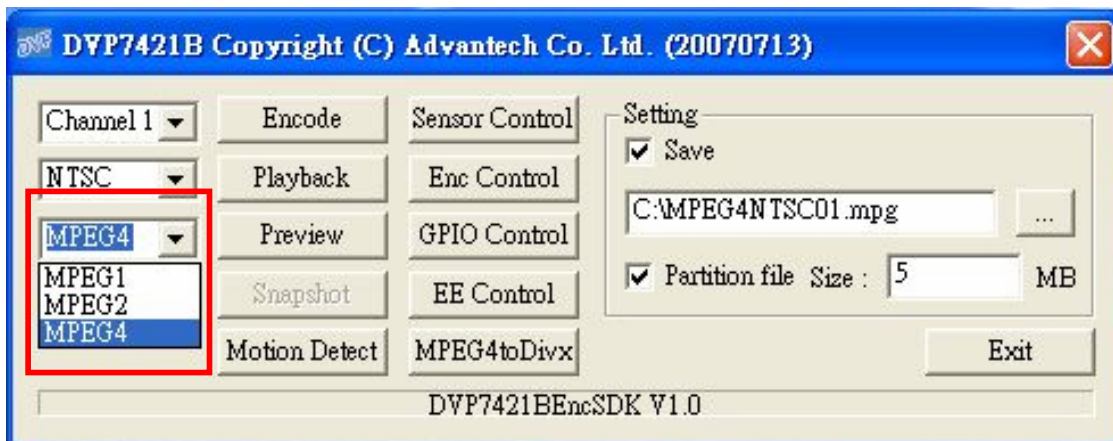 DVP7421B Copyright (C) Advantech Co. Ltd. (20070713)
Channel 1
Encode
Sensor Control
Setting
Save
NTSC
Playback
Enc Control
C:\MPEG4NTSC01.mpg
...
MPEG4
Preview
GPIO Control
MPEG1
MPEG2
MPEG4
Snapshot
EE Control
Partition file Size : 5 MB
Motion Detect
MPEG4toDivx
Exit
DVP7421BEncSDK V1.0